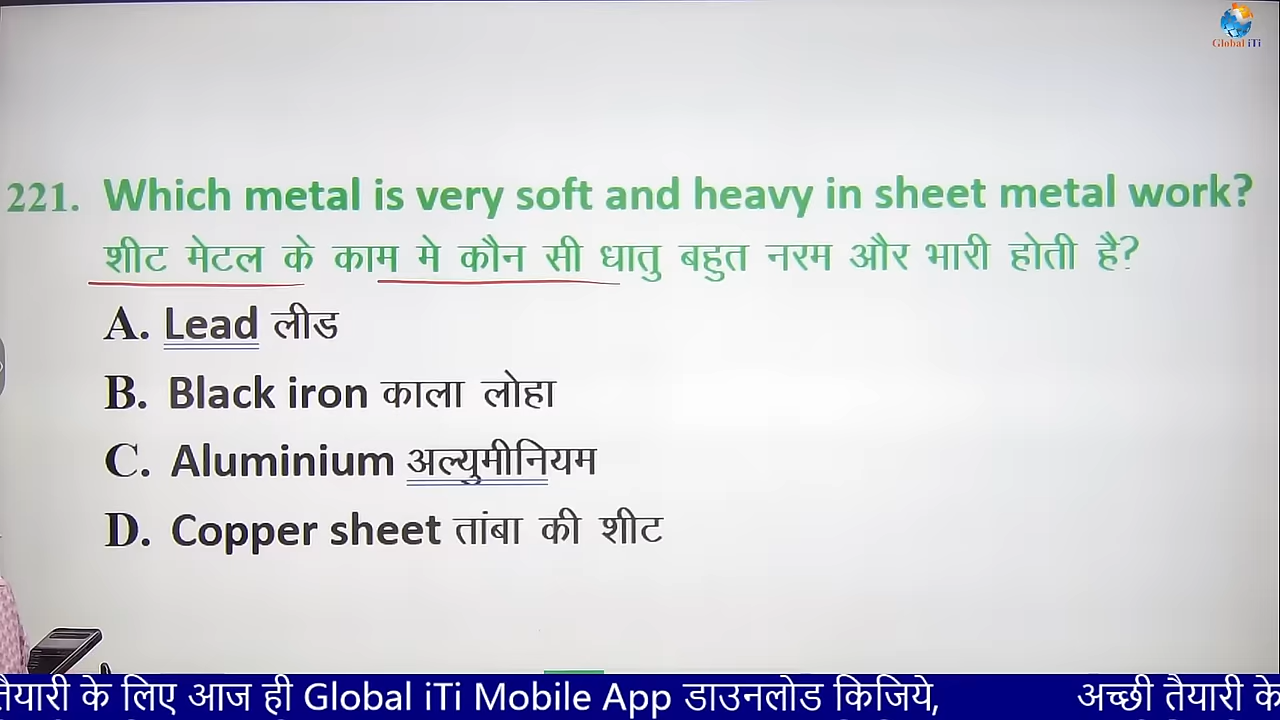 Global iTi
221. Which metal is very soft and heavy in sheet metal work?
शीट मेटल के काम मे कौन सी धातु बहुत नरम और भारी होती है?
A. Lead लीड
B. Black iron काला लोहा
C. Aluminium अल्युमीनियम
D. Copper sheet तांबा की शीट
तैयारी के लिए आज ही Global iTi Mobile App डाउनलोड किजिये, अच्छी तैयारी के